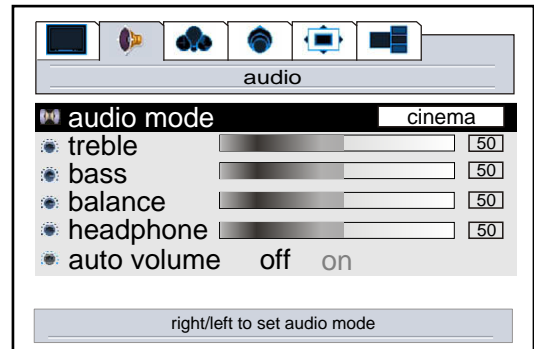 audio
audio mode cinema
treble 50
bass 50
balance 50
headphone 50
auto volume off on
right/left to set audio mode